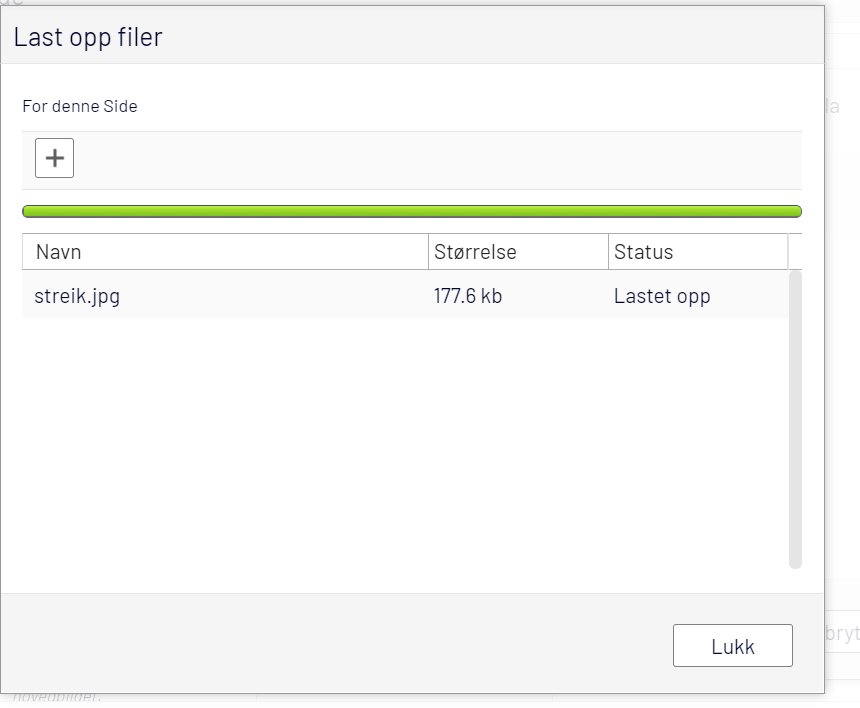 Last opp filer
For denne Side
Navn Størrelse Status
streik.jpg 177.6 kb Lastet opp
Lukk